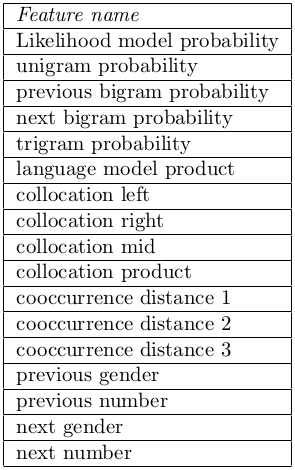 Feature name
Likelihood model probability
unigram probability
previous bigram probability
next bigram probability
trigram probability
language model product
collocation left
collocation right
collocation mid
collocation product
cooccurrence distance 1
cooccurrence distance 2
cooccurrence distance 3
previous gender
previous number
next gender
next number